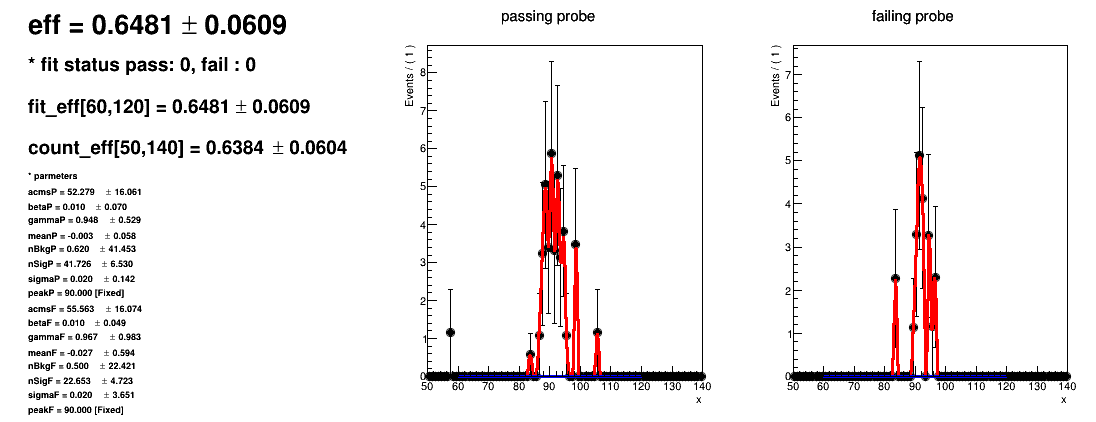 eff = 0.6481 ± 0.0609
* fit status pass: 0, fail : 0
fit_eff[60,120] = 0.6481 ± 0.0609
count_eff[50,140] = 0.6384 ± 0.0604
* parmeters
acmsP = 52.279 ± 16.061
betaP = 0.010 ± 0.070
gammaP = 0.948 ± 0.529
meanP = -0.003 ± 0.058
nBkgP = 0.620 ± 41.453
nSigP = 41.726 ± 6.530
sigmaP = 0.020 ± 0.142
peakP = 90.000 [Fixed]
acmsF = 55.563 ± 16.074
betaF = 0.010 ± 0.049
gammaF = 0.967 ± 0.983
meanF = -0.027 ± 0.594
nBkgF = 0.500 ± 22.421
nSigF = 22.653 ± 4.723
sigmaF = 0.020 ± 3.651
peakF = 90.000 [Fixed]
passing probe
Events / ( 1 )
8
7
6
5
4
3
2
1
0
50 60 70 80 90 100 110 120 130 140
x
failing probe
Events / ( 1 )
7
6
5
4
3
2
1
0
50 60 70 80 90 100 110 120 130 140
x